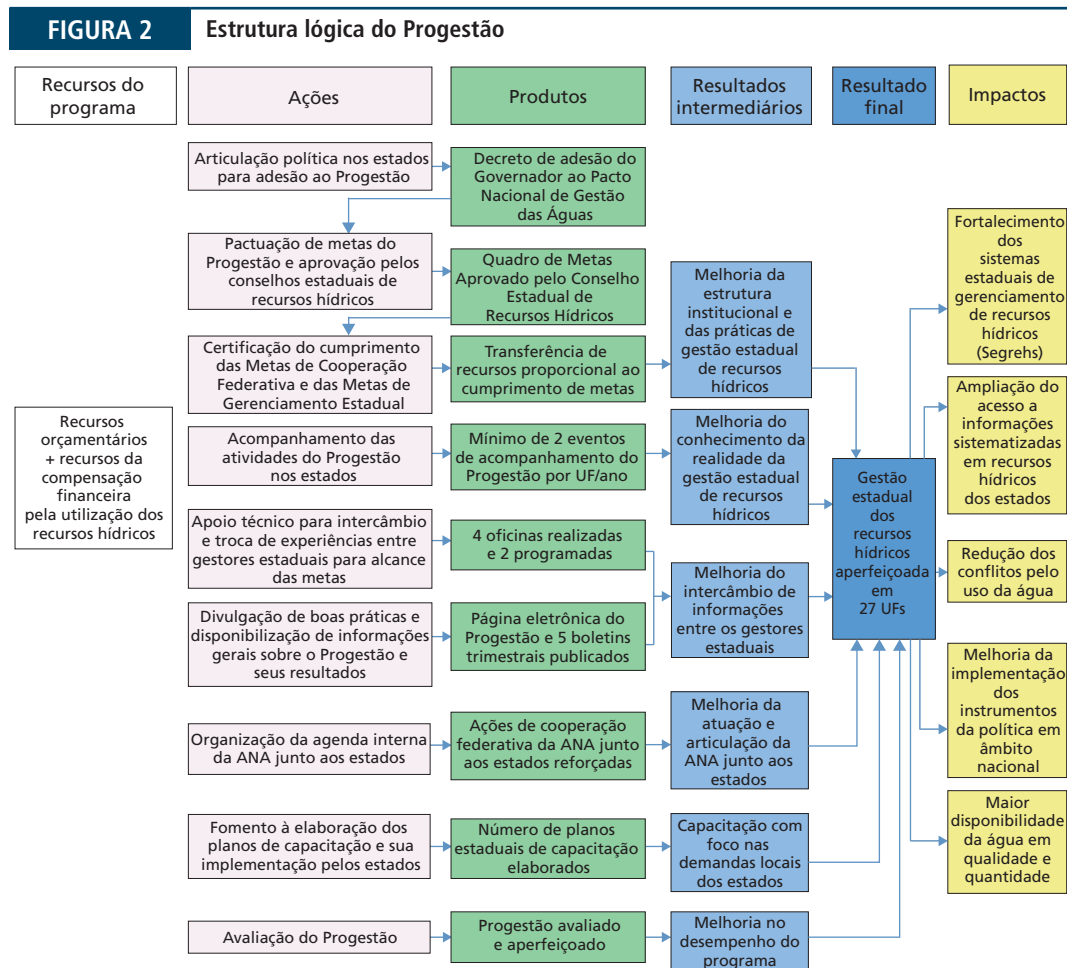 FIGURA 2
Estrutura lógica do Progestão
Recursos do
programa
Ações
Produtos
Resultados
intermediários
Resultado
final
Impactos
Recursos
orçamentários
+ recursos da
compensação
financeira
pela utilização dos
recursos hídricos
Articulação política nos estados
para adesão ao Progestão
Decreto de adesão do
Governador ao Pacto
Nacional de Gestão
das Águas
Pactuação de metas do
Progestão e aprovação pelos
conselhos estaduais de
recursos hídricos
Quadro de Metas
Aprovado pelo Conselho
Estadual de
Recursos Hídricos
Certificação do cumprimento
das Metas de Cooperação
Federativa e das Metas de
Gerenciamento Estadual
Transferência de
recursos proporcional ao
cumprimento de metas
Melhoria da
estrutura
institucional e
das práticas de
gestão estadual
de recursos
hídricos
Acompanhamento das
atividades do Progestão
nos estados
Mínimo de 2 eventos
de acompanhamento do
Progestão por UF/ano
Melhoria do
conhecimento da
realidade da
gestão estadual
de recursos
hídricos
Apoio técnico para intercâmbio
e troca de experiências entre
gestores estaduais para alcance
das metas
4 oficinas realizadas
e 2 programadas
Divulgação de boas práticas e
disponibilização de informações
gerais sobre o Progestão e
seus resultados
Página eletrônica do
Progestão e 5 boletins
trimestrais publicados
Melhoria do
intercâmbio de
informações
entre os gestores
estaduais
Organização da agenda interna
da ANA junto aos estados
Ações de cooperação
federativa da ANA junto
aos estados reforçadas
Melhoria da
atuação e
articulação da
ANA junto aos
estados
Fomento à elaboração dos
planos de capacitação e sua
implementação pelos estados
Número de planos
estaduais de capacitação
elaborados
Capacitação com
foco nas
demandas locais
dos estados
Avaliação do Progestão
Progestão avaliado
e aperfeiçoado
Melhoria no
desempenho do
programa
Gestão
estadual
dos
recursos
hídricos
aperfeiçoada
em
27 UFs
Fortalecimento
dos
sistemas
estaduais de
gerenciamento
de recursos
hídricos
(Segrehs)
Ampliação do
acesso a
informações
sistematizadas
em recursos
hídricos
dos estados
Redução dos
conflitos pelo
uso da água
Melhoria da
implementação
dos
instrumentos
da política em
âmbito
nacional
Maior
disponibilidade
da água em
qualidade e
quantidade